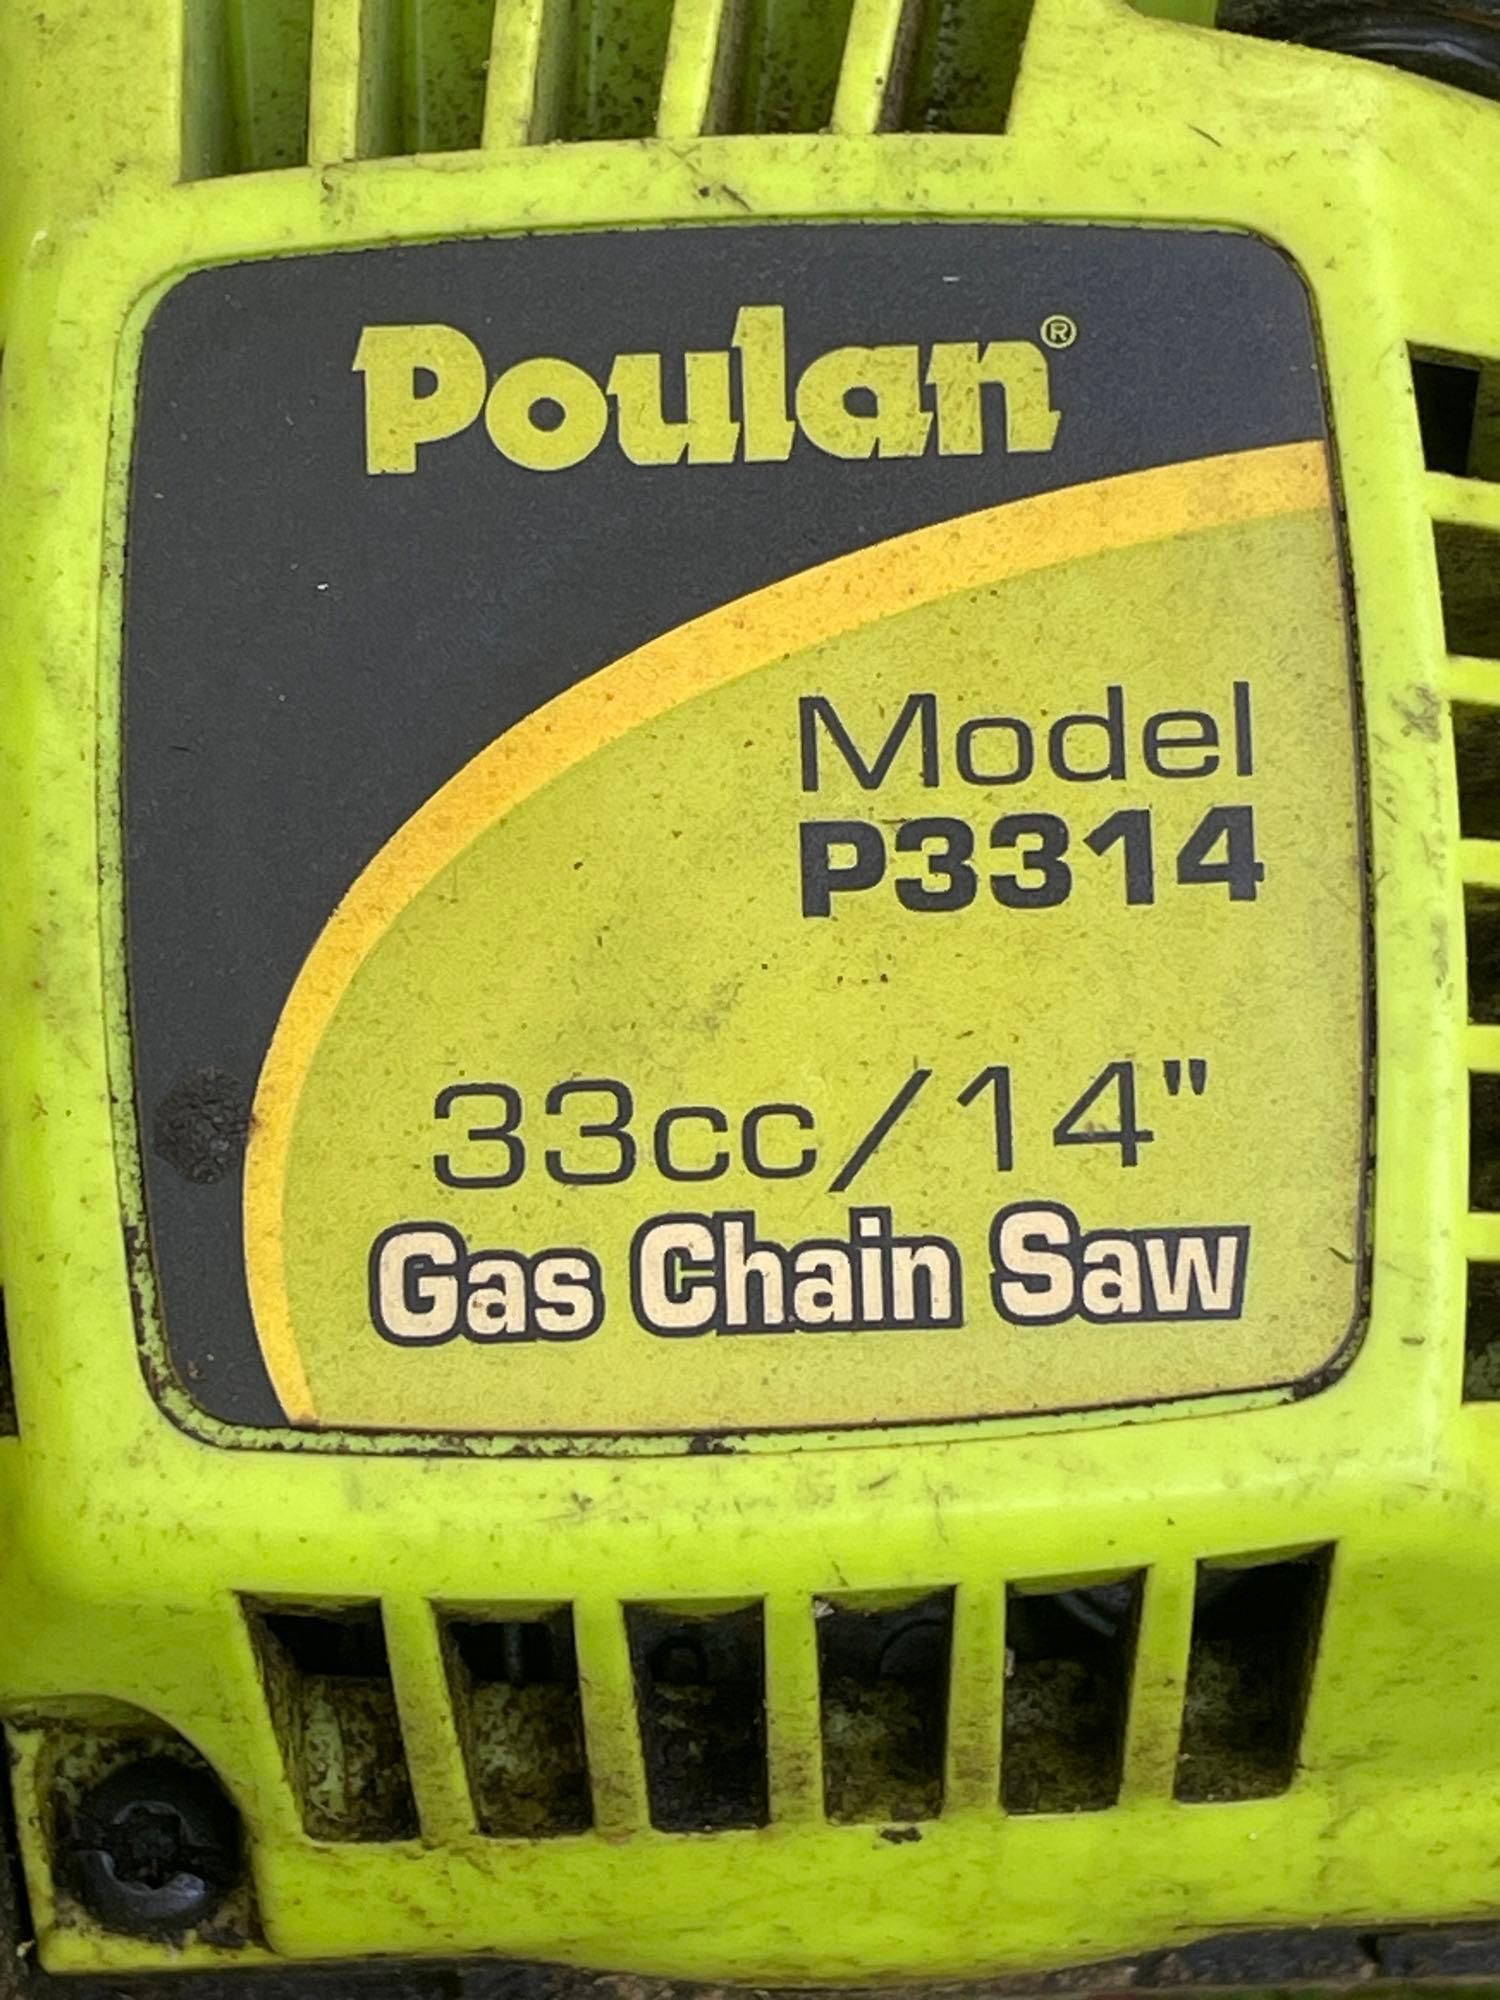 Poulan®
Model
P3314
33cc/14"
Gas Chain Saw